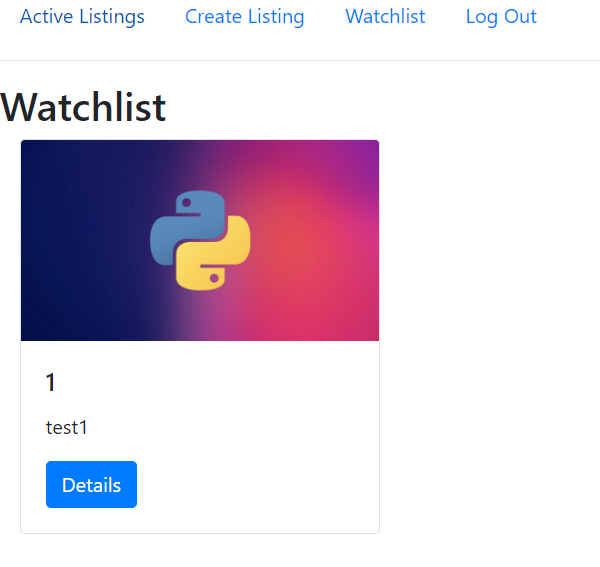 Active Listings Create Listing Watchlist Log Out
Watchlist
1
test1
Details